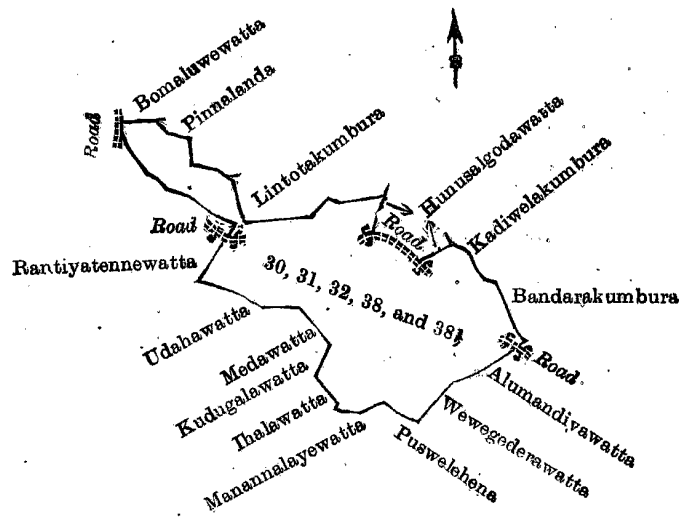 Bomaluwewatta
Pinnalanda
Road
Lintotakumbura
Hunusalgodawatta
Kadiwelakumbura
Road
Road
Rantiyatennewatta
30, 31, 32, 38, and 381
Bandarakumbura
Udahawatta
Medawatta
Road
Kudugalawatta
Alumandiyawatta
Ihalawatta
Wewegederawatta
Manannalayewatta
Puswelehena